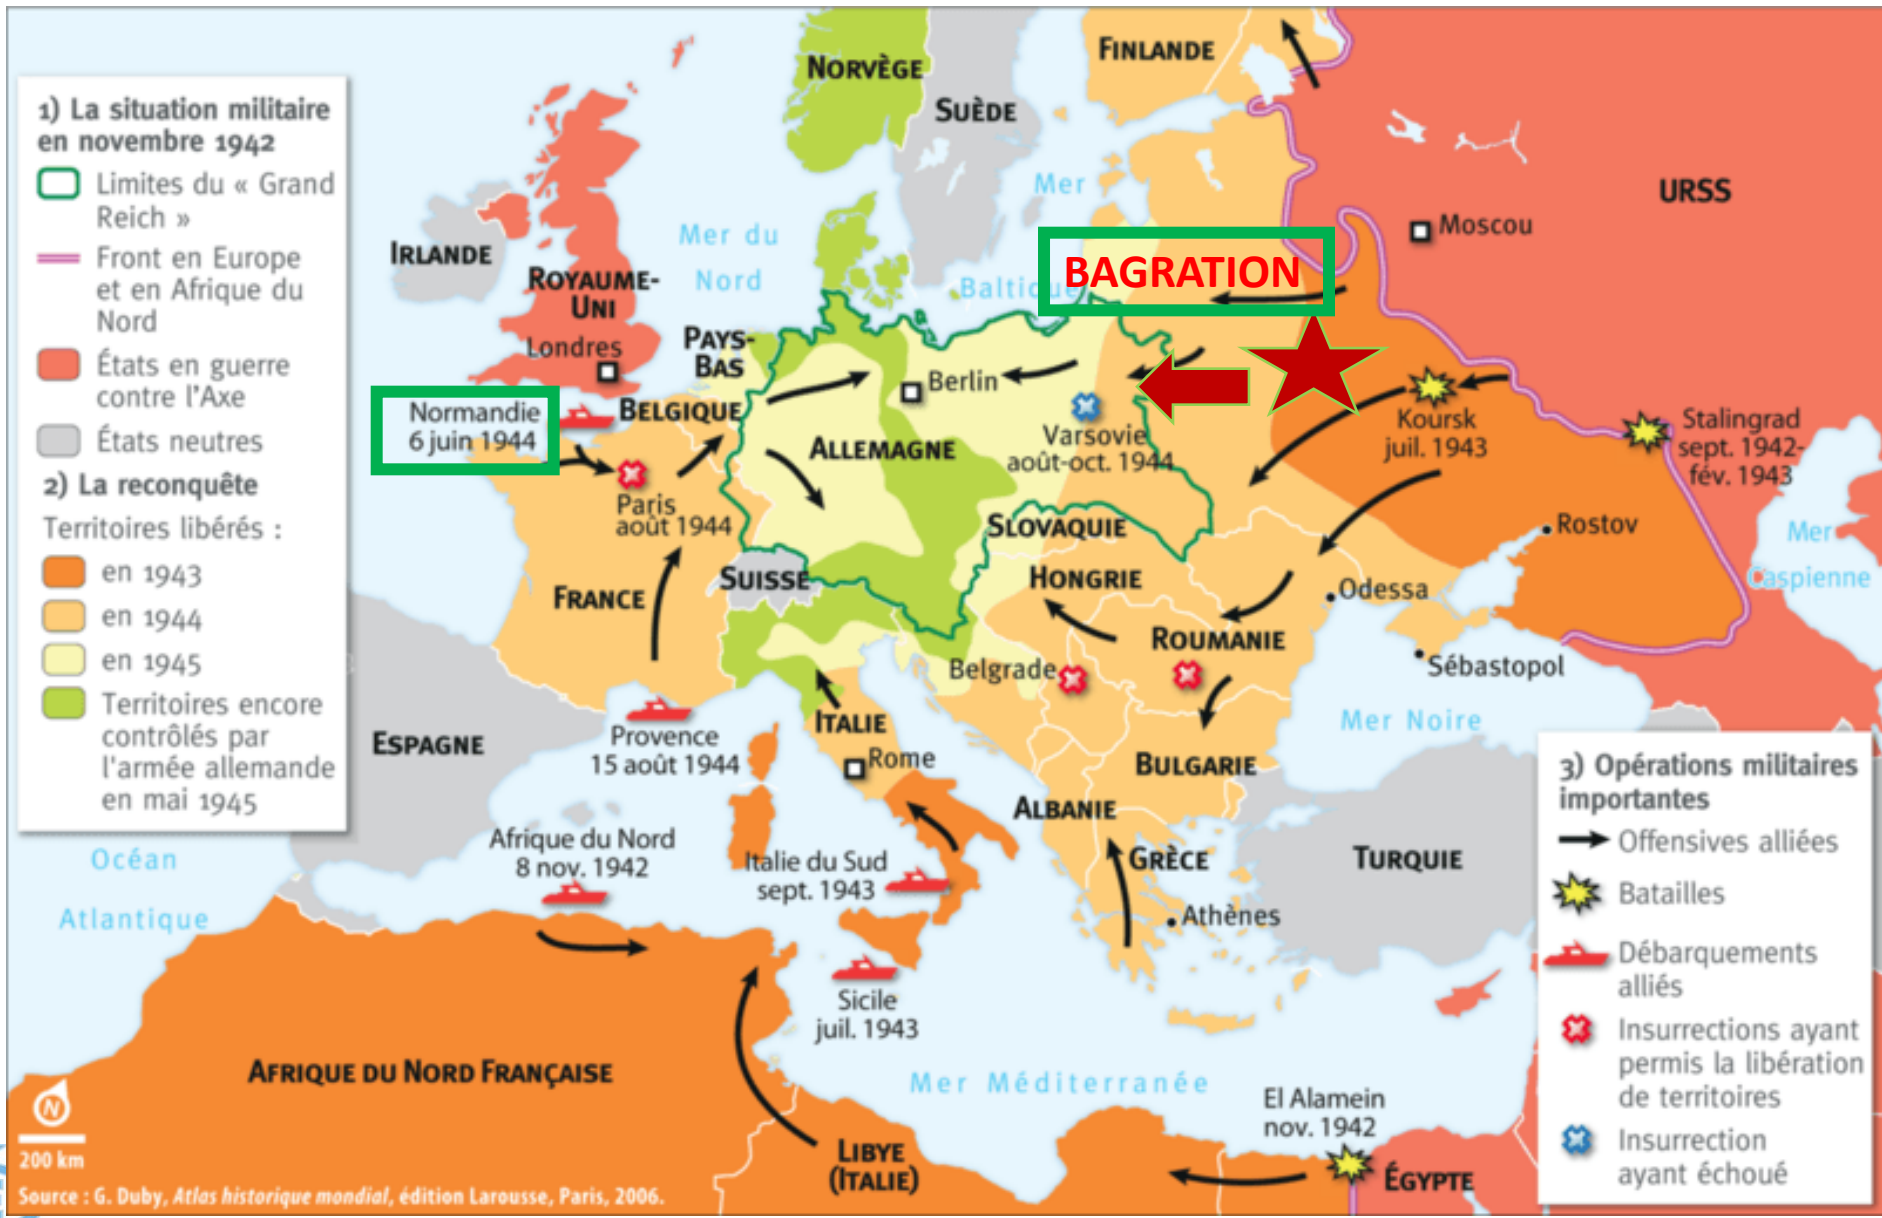 1) La situation militaire
en novembre 1942
Limites du « Grand
Reich »
Front en Europe
et en Afrique du
Nord
États en guerre
contre l'Axe
États neutres
2) La reconquête
Territoires libérés :
en 1943
en 1944
en 1945
Territoires encore
contrôlés par
l'armée allemande
en mai 1945
NORVÈGE
SUÈDE
FINLANDE
URSS
Moscou
Mer
Baltique
BAGRATION
Mer du
Nord
IRLANDE
ROYAUME-
UNI
Londres
PAYS-
BAS
BELGIQUE
Normandie
6 juin 1944
Paris
août 1944
Berlin
ALLEMAGNE
Varsovie
août-oct. 1944
Koursk
juil. 1943
Stalingrad
sept. 1942-
fév. 1943
Rostov
Mer
Caspienne
SLOVAQUIE
SUISSE
HONGRIE
FRANCE
Odessa
ROUMANIE
Belgrade
Sébastopol
Mer Noire
ITALIE
Rome
BULGARIE
ESPAGNE
Provence
15 août 1944
ALBANIE
GRÈCE
TURQUIE
Athènes
Océan
Atlantique
Afrique du Nord
8 nov. 1942
Italie du Sud
sept. 1943
Sicile
juil. 1943
AFRIQUE DU NORD FRANÇAISE
Mer Méditerranée
El Alamein
nov. 1942
LIBYE
(ITALIE)
ÉGYPTE
3) Opérations militaires
importantes
Offensives alliées
Batailles
Débarquements
alliés
Insurrections ayant
permis la libération
de territoires
Insurrection
ayant échoué
N
200 km
Source : G. Duby, Atlas historique mondial, édition Larousse, Paris, 2006.